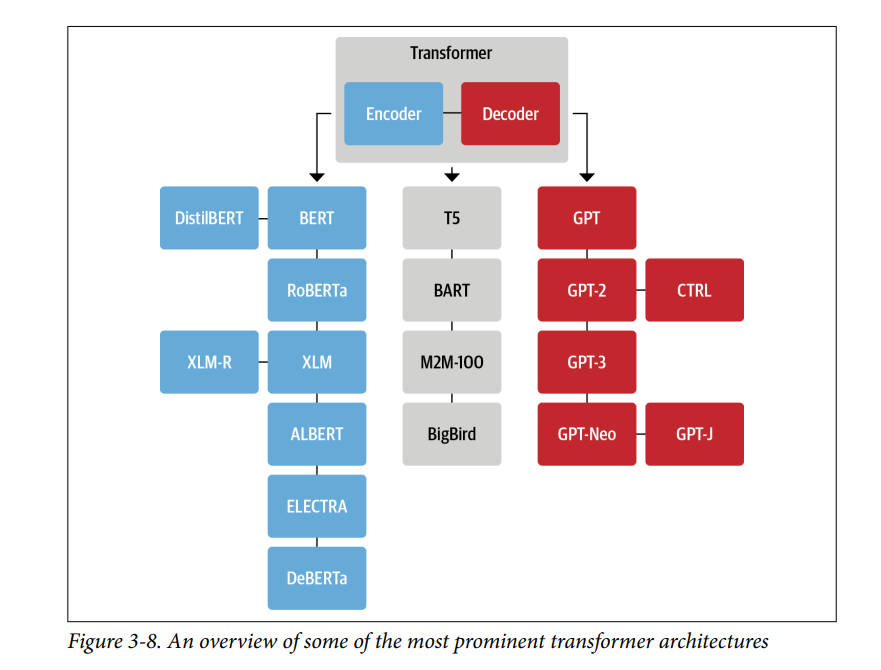 Transformer
Encoder
Decoder
DistilBERT
BERT
T5
GPT
RoBERTa
BART
GPT-2
CTRL
XLM-R
XLM
M2M-100
GPT-3
ALBERT
BigBird
GPT-Neo
GPT-J
ELECTRA
DeBERTa
Figure 3-8. An overview of some of the most prominent transformer architectures